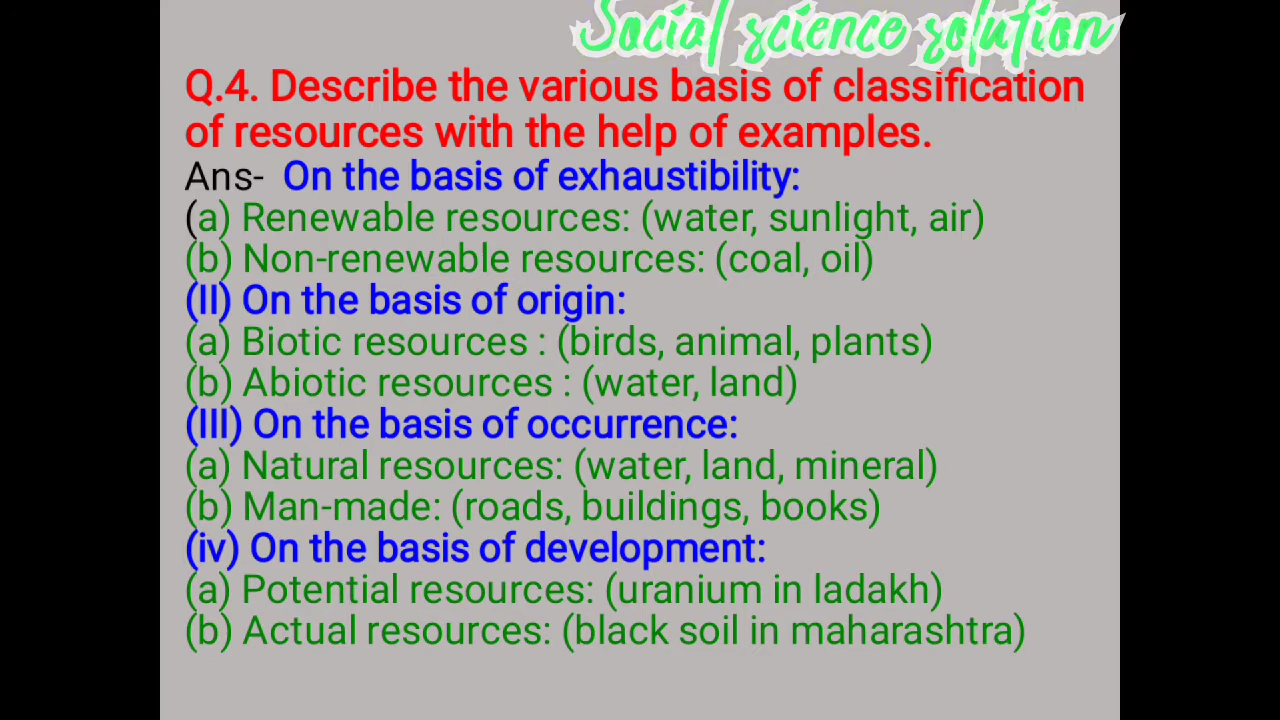 Social science solution
Q.4. Describe the various basis of classification
of resources with the help of examples.
Ans- On the basis of exhaustibility:
(a) Renewable resources: (water, sunlight, air)
(b) Non-renewable resources: (coal, oil)
(II) On the basis of origin:
(a) Biotic resources : (birds, animal, plants)
(b) Abiotic resources : (water, land)
(III) On the basis of occurrence:
(a) Natural resources: (water, land, mineral)
(b) Man-made: (roads, buildings, books)
(iv) On the basis of development:
(a) Potential resources: (uranium in ladakh)
(b) Actual resources: (black soil in maharashtra)